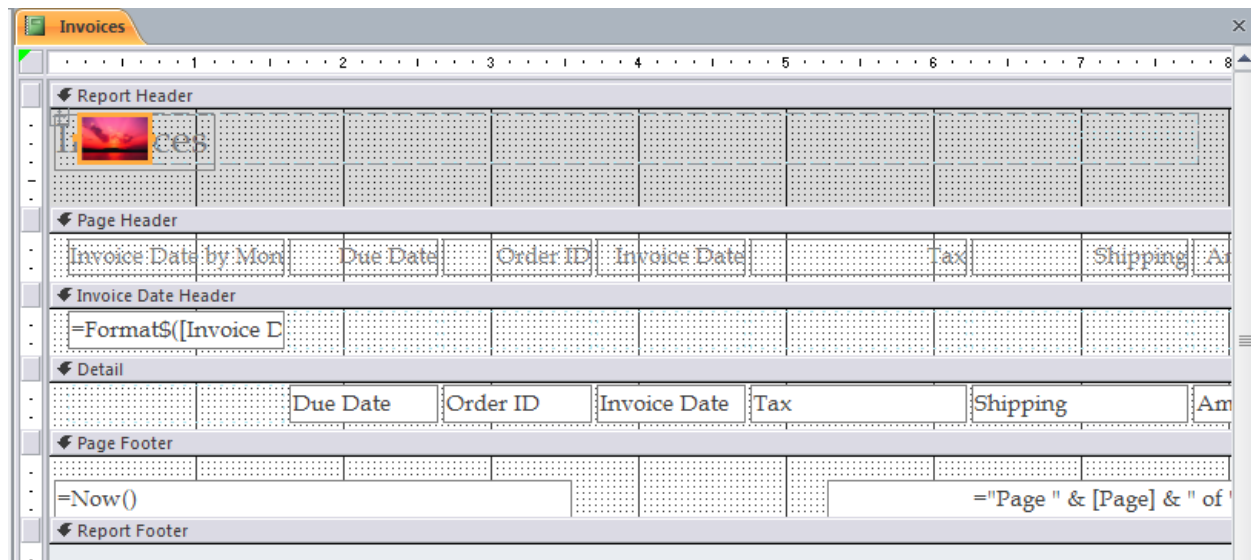 Invoices
1 2 3 4 5 6 7 8
Report Header
Page Header
Invoice Date by Mon Due Date Order ID Invoice Date Tax Shipping
Invoice Date Header
=Format$([Invoice D
Detail
Due Date Order ID Invoice Date Tax Shipping Am
Page Footer
=Now() ="Page " & [Page] & " of "
Report Footer